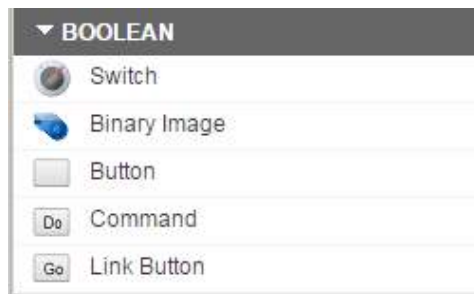 BOOLEAN
Switch
Binary Image
Button
Do Command
Go Link Button